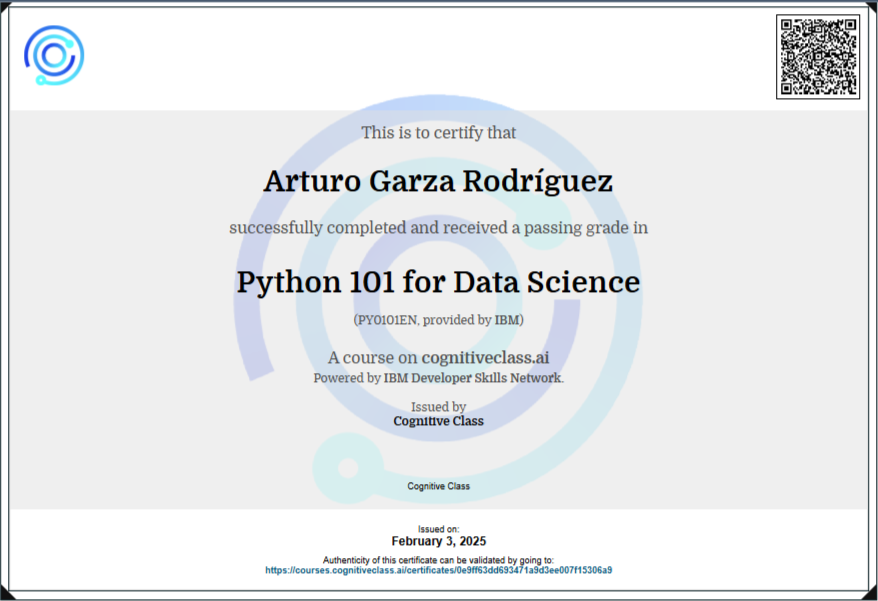 This is to certify that
Arturo Garza Rodríguez
successfully completed and received a passing grade in
Python 101 for Data Science
(PY0101EN, provided by IBM)
A course on cognitiveclass.ai
Powered by IBM Developer Skills Network.
Issued by
Cognitive Class
Cognitive Class
Issued on:
February 3, 2025
Authenticity of this certificate can be validated by going to:
https://courses.cognitiveclass.ai/certificates/0e9ff63dd693471a9d3ee007f15306a9